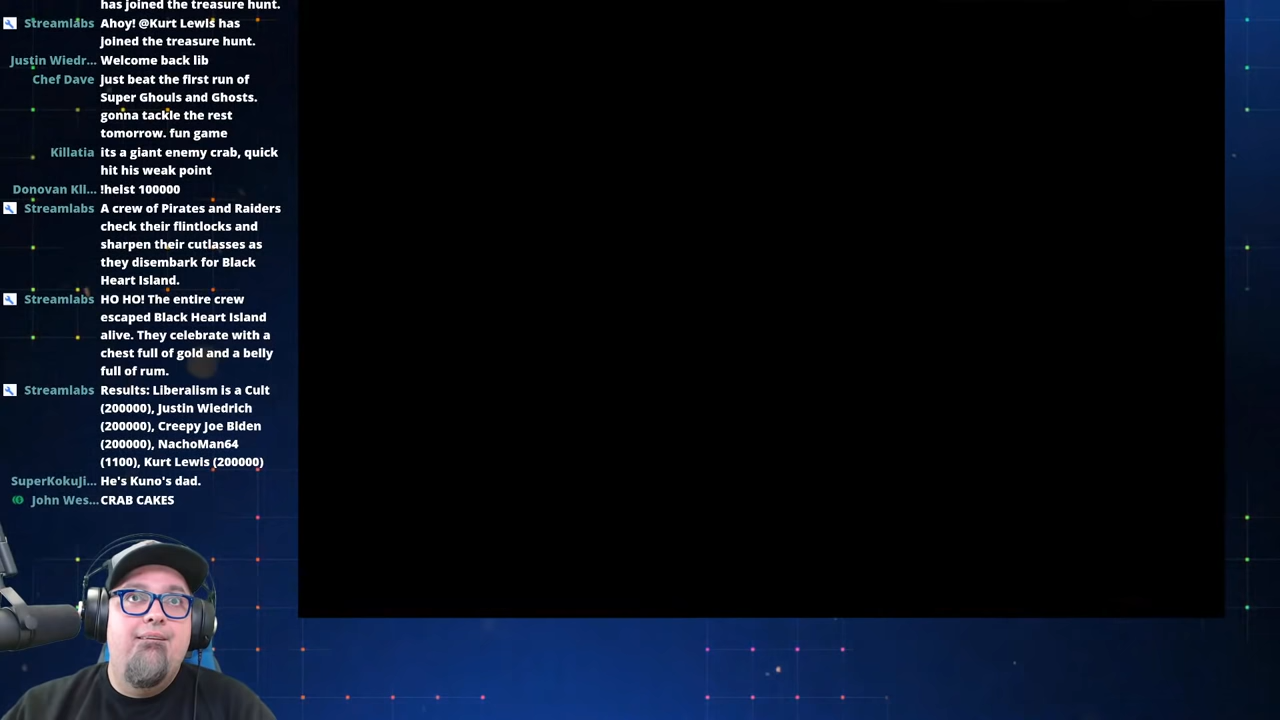 has joined the treasure hunt.
Streamlabs Ahoy! @Kurt Lewis has
joined the treasure hunt.
Justin Wiedr... Welcome back lib
Chef Dave Just beat the first run of
Super Ghouls and Ghosts.
gonna tackle the rest
tomorrow. fun game
Killatia its a giant enemy crab, quick
hit his weak point
Donovan Kli... !heist 100000
Streamlabs A crew of Pirates and Raiders
check their flintlocks and
sharpen their cutlasses as
they disembark for Black
Heart Island.
Streamlabs HO HO! The entire crew
escaped Black Heart Island
alive. They celebrate with a
chest full of gold and a belly
full of rum.
Streamlabs Results: Liberalism is a Cult
(200000), Justin Wiedrich
(200000), Creepy Joe Biden
(200000), NachoMan64
(1100), Kurt Lewis (200000)
SuperKokuJi... He's Kuno's dad.
John Wes... CRAB CAKES